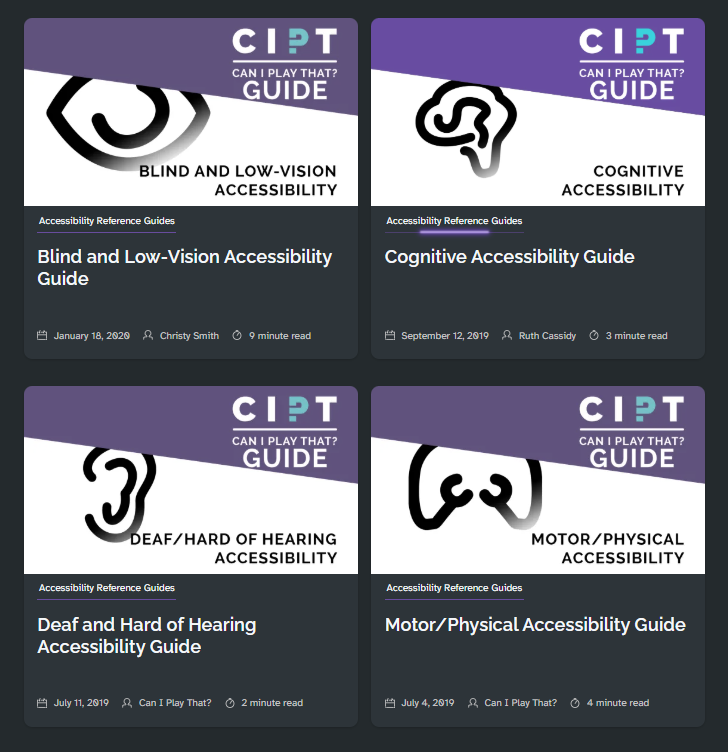 CIPT
CAN I PLAY THAT?
GUIDE
BLIND AND LOW-VISION
ACCESSIBILITY
Accessibility Reference Guides
Blind and Low-Vision Accessibility
Guide
January 18, 2020 Christy Smith 9 minute read
CIPT
CAN I PLAY THAT?
GUIDE
COGNITIVE
ACCESSIBILITY
Accessibility Reference Guides
Cognitive Accessibility Guide
September 12, 2019 Ruth Cassidy 3 minute read
CIPT
CAN I PLAY THAT?
GUIDE
DEAF/HARD OF HEARING
ACCESSIBILITY
Accessibility Reference Guides
Deaf and Hard of Hearing
Accessibility Guide
July 11, 2019 Can I Play That? 2 minute read
CIPT
CAN I PLAY THAT?
GUIDE
MOTOR/PHYSICAL
ACCESSIBILITY
Accessibility Reference Guides
Motor/Physical Accessibility Guide
July 4, 2019 Can I Play That? 4 minute read